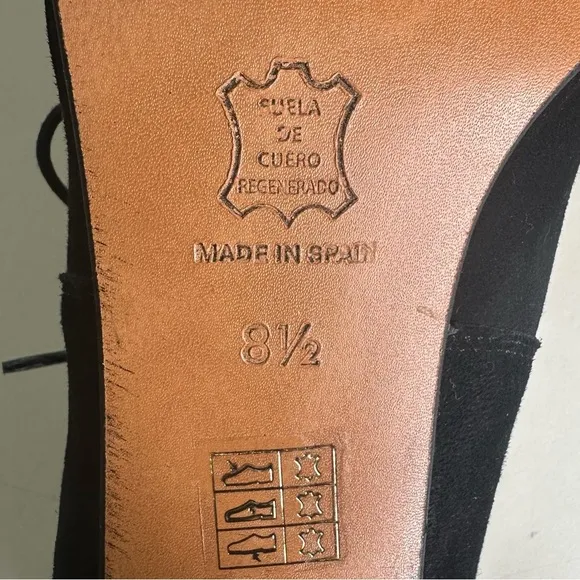 SUELA
DE
CUERO
REGENERADO
MADE IN SPAIN
8½